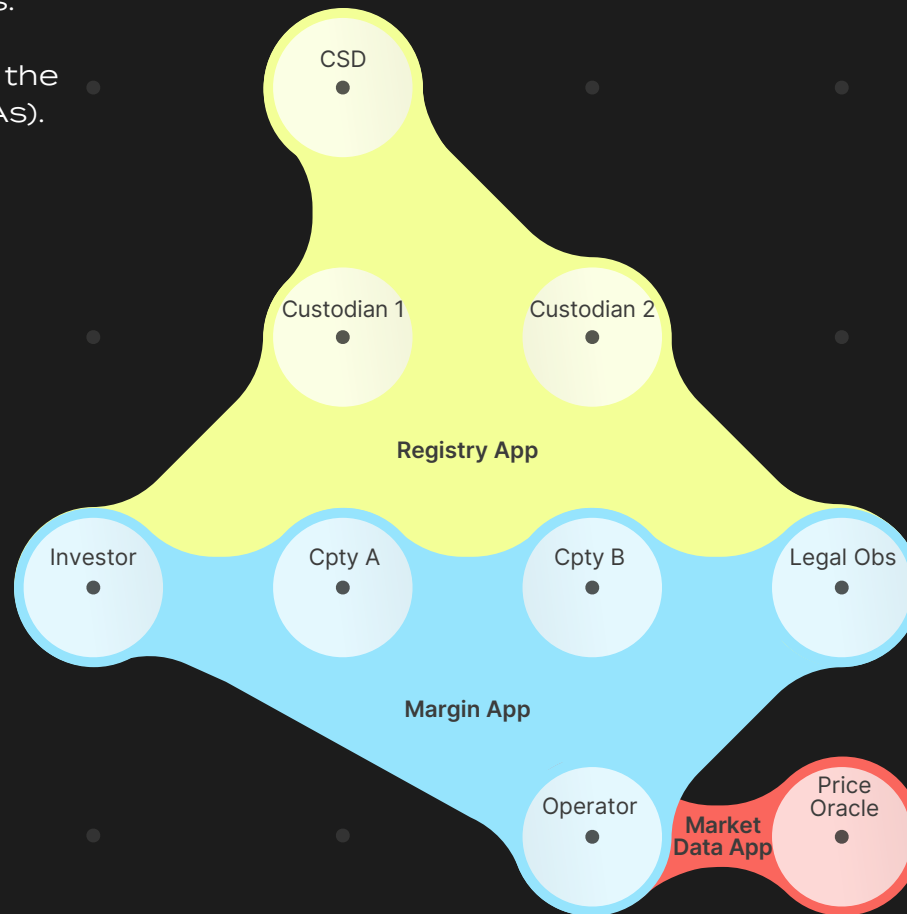 s.
the
As).
CSD
Custodian 1
Custodian 2
Registry App
Investor
Cpty A
Cpty B
Legal Obs
Margin App
Operator
Market
Data App
Price
Oracle